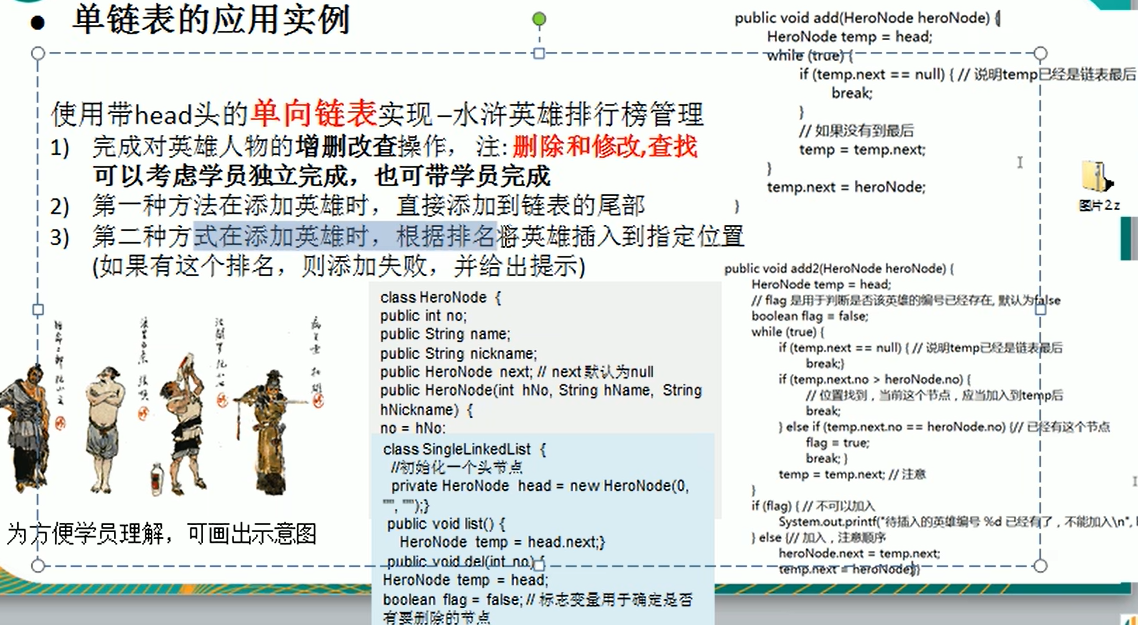 ● 单链表的应用实例
使用带head头的单向链表实现 –水浒英雄排行榜管理
1) 完成对英雄人物的增删改查操作， 注: 删除和修改,查找
可以考虑学员独立完成，也可带学员完成
2) 第一种方法在添加英雄时，直接添加到链表的尾部
3) 第二种方式在添加英雄时，根据排名将英雄插入到指定位置
(如果有这个排名，则添加失败，并给出提示)
为方便学员理解，可画出示意图
class HeroNode {
public int no;
public String name;
public String nickname;
public HeroNode next; // next 默认为null
public HeroNode(int hNo, String hName, String
hNickname) {
no = hNo;
class SingleLinkedList {
//初始化一个头节点
private HeroNode head = new HeroNode(0,
"", "");}
public void list() {
HeroNode temp = head.next;}
public void del(int no) {
HeroNode temp = head;
boolean flag = false; // 标志变量用于确定是否
有要删除的节点
public void add(HeroNode heroNode) {
HeroNode temp = head;
while (true) {
if (temp.next == null) { // 说明temp已经是链表最后
break;
}
// 如果没有到最后
temp = temp.next;
}
temp.next = heroNode;
}
public void add2(HeroNode heroNode) {
HeroNode temp = head;
// flag 是用于判断是否该英雄的编号已经存在, 默认为false
boolean flag = false;
while (true) {
if (temp.next == null) { // 说明temp已经是链表最后
break;}
if (temp.next.no > heroNode.no) {
// 位置找到，当前这个节点，应当加入到temp后
break;
} else if (temp.next.no == heroNode.no) {// 已经有这个节点
flag = true;
break; }
temp = temp.next; // 注意
}
if (flag) { // 不可以加入
System.out.printf("待插入的英雄编号 %d 已经有了，不能加入\n",
} else {// 加入，注意顺序
heroNode.next = temp.next;
temp.next = heroNode;}}
图片2.z